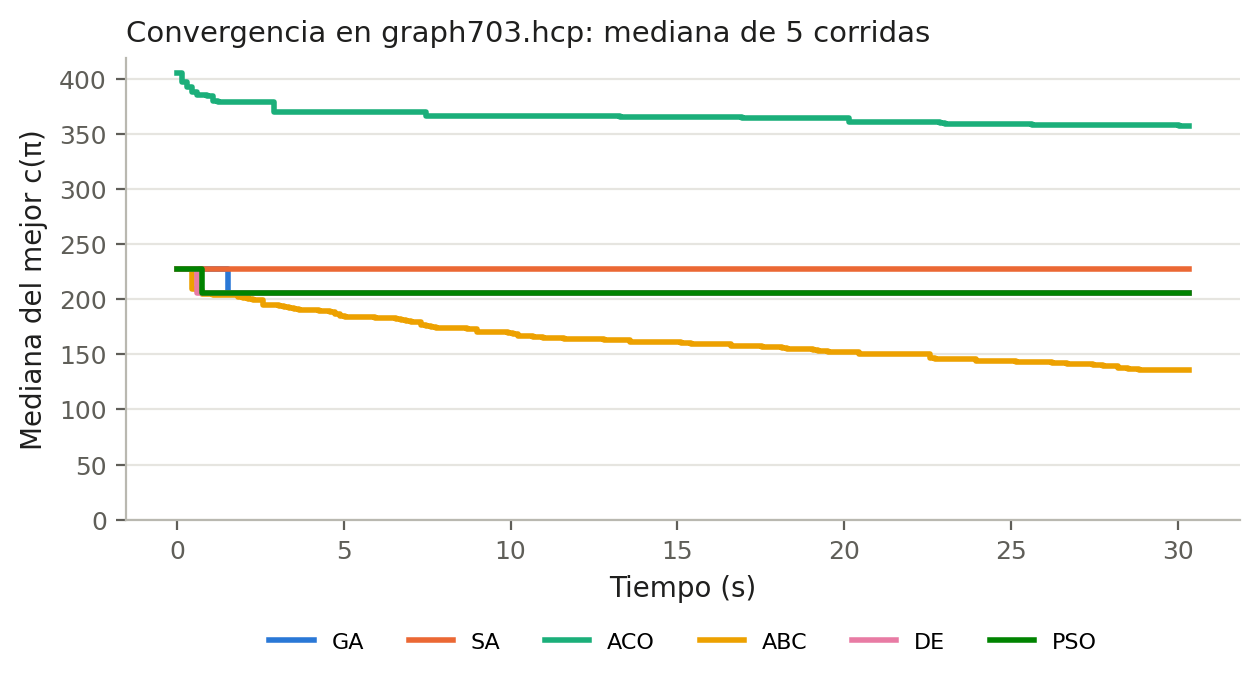 Convergencia en graph703.hcp: mediana de 5 corridas
Mediana del mejor c(π)
400
350
300
250
200
150
100
50
0
0 5 10 15 20 25 30
Tiempo (s)
GA SA ACO ABC DE PSO